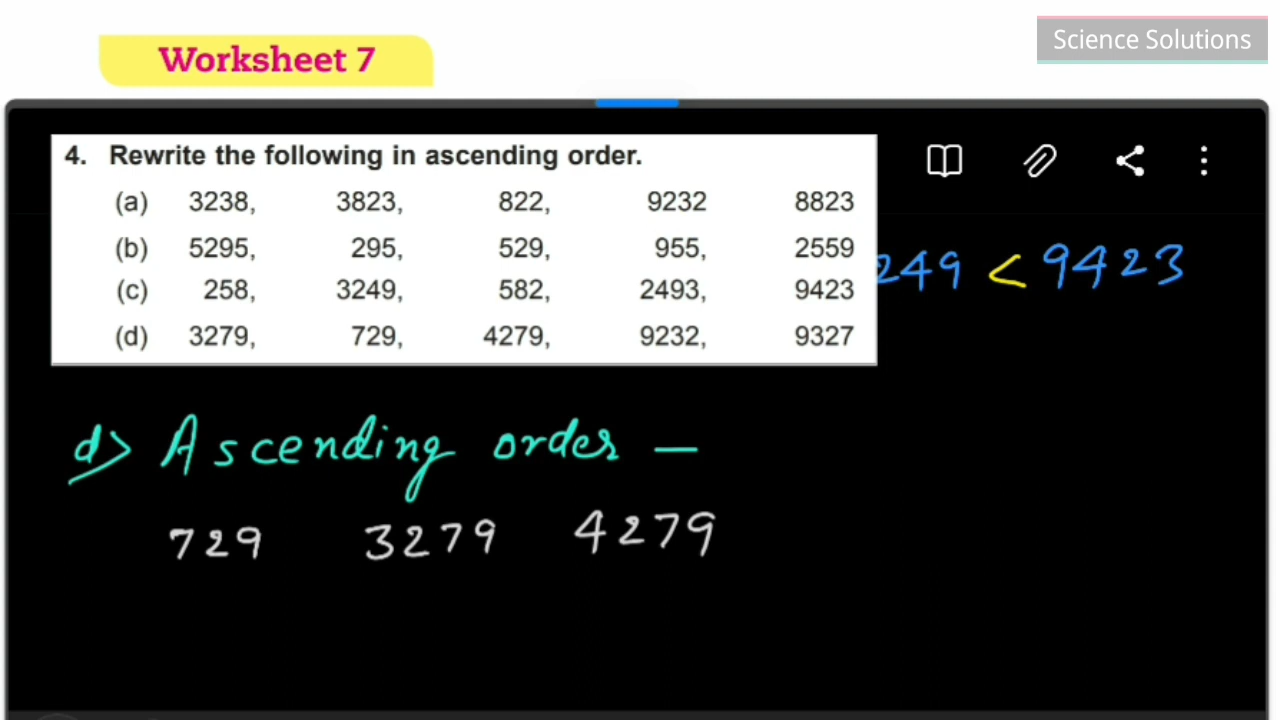 Science Solutions
Worksheet 7
4. Rewrite the following in ascending order.
(a) 3238, 3823, 822, 9232 8823
(b) 5295, 295, 529, 955, 2559
(c) 258, 3249, 582, 2493, 9423
(d) 3279, 729, 4279, 9232, 9327
249 < 9423
d> Ascending order —
729 3279 4279